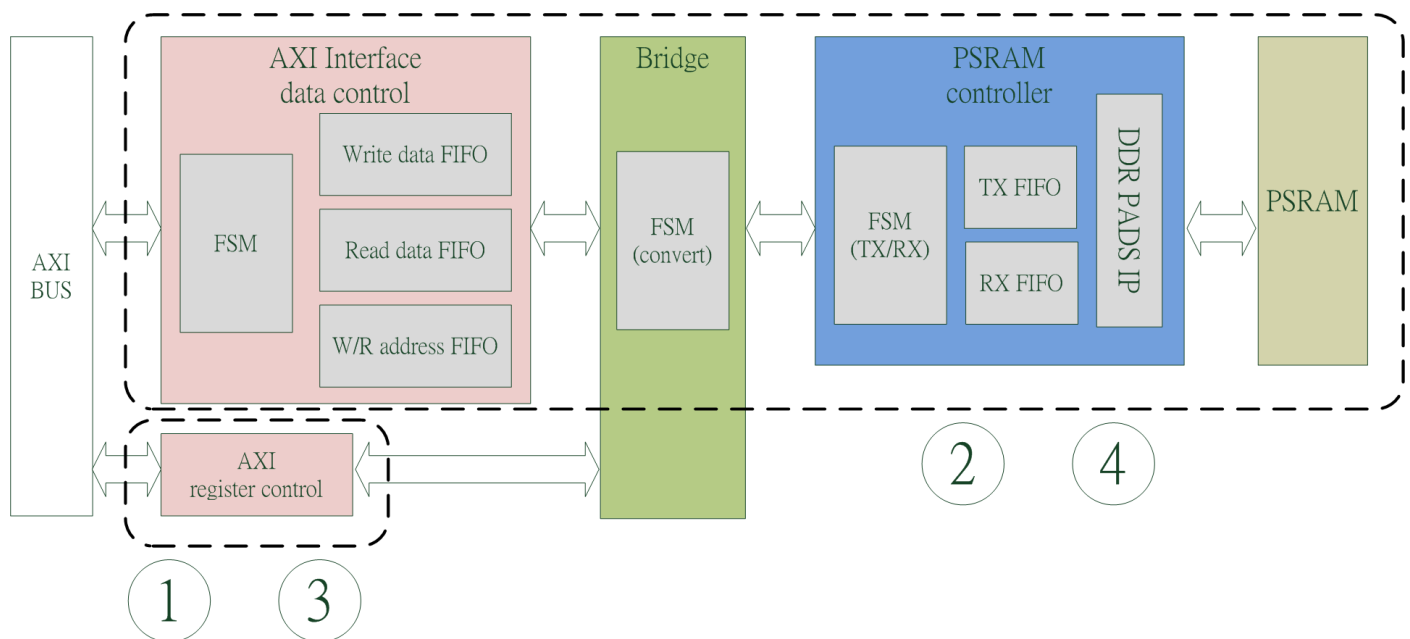 AXI Interface
data control
Bridge
PSRAM
controller
Write data FIFO
FSM
Read data FIFO
W/R address FIFO
FSM
(convert)
FSM
(TX/RX)
TX FIFO
RX FIFO
DDR PADS IP
PSRAM
AXI
BUS
AXI
register control
2
4
1
3